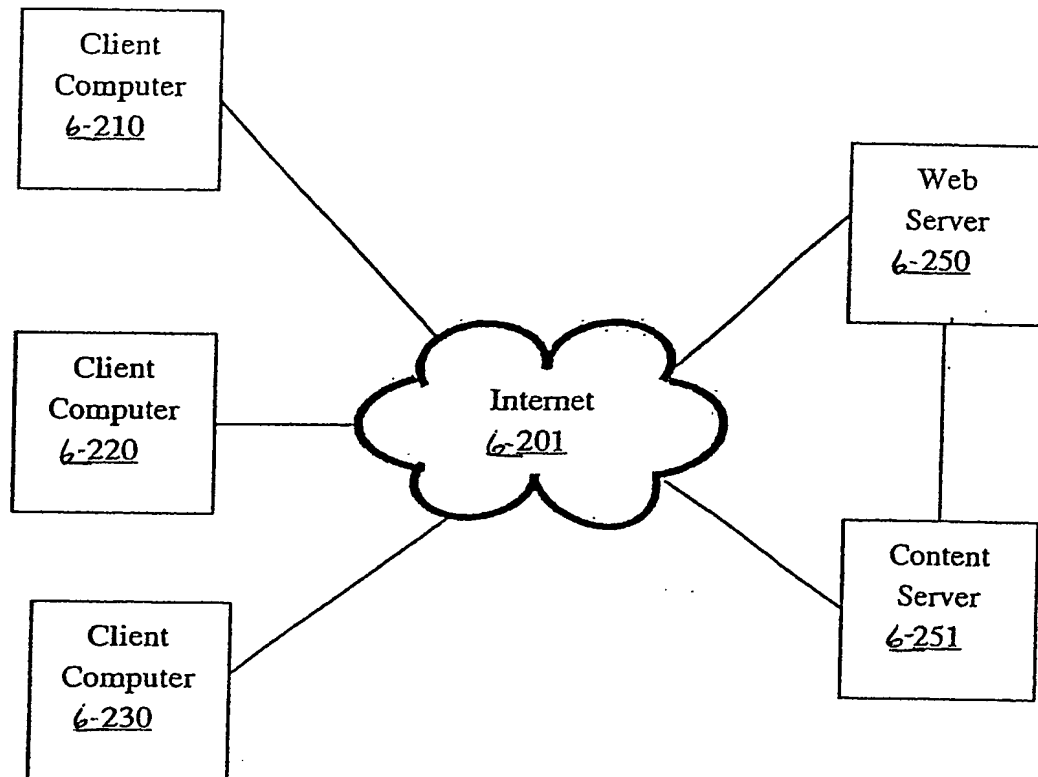 Client
Computer
6-210
Web
Server
6-250
Client
Computer
6-220
Internet
6-201
Content
Server
6-251
Client
Computer
6-230